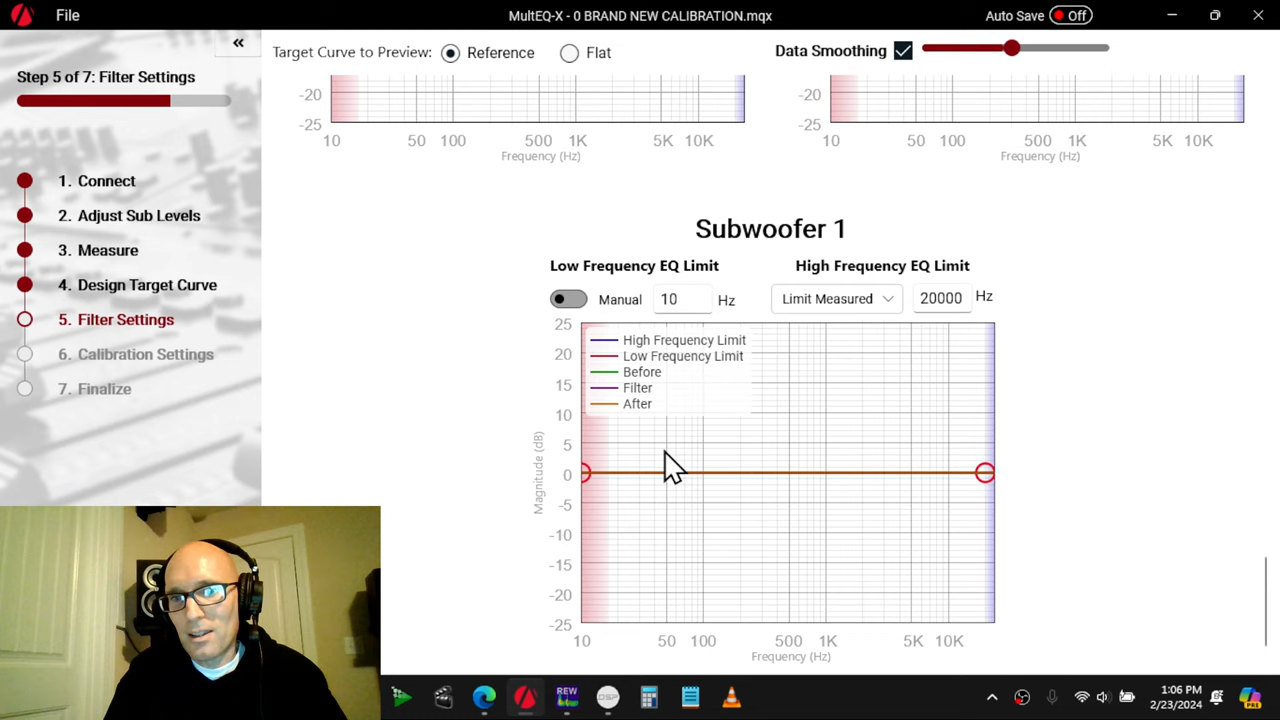 File
MultEQ-X - 0 BRAND NEW CALIBRATION.mqx
Auto Save Off
«
Step 5 of 7: Filter Settings
1. Connect
2. Adjust Sub Levels
3. Measure
4. Design Target Curve
5. Filter Settings
6. Calibration Settings
7. Finalize
Target Curve to Preview: Reference Flat
Data Smoothing
-20
-25
10 50 100 500 1K 5K 10K
Frequency (Hz)
-20
-25
10 50 100 500 1K 5K 10K
Frequency (Hz)
Subwoofer 1
Low Frequency EQ Limit
High Frequency EQ Limit
Manual 10 Hz
Limit Measured 20000 Hz
High Frequency Limit
Low Frequency Limit
Before
Filter
After
Magnitude (dB)
25
20
15
10
5
0
-5
-10
-15
-20
-25
10 50 100 500 1K 5K 10K
Frequency (Hz)
REW
DSP
1:06 PM
2/23/2024
PRE